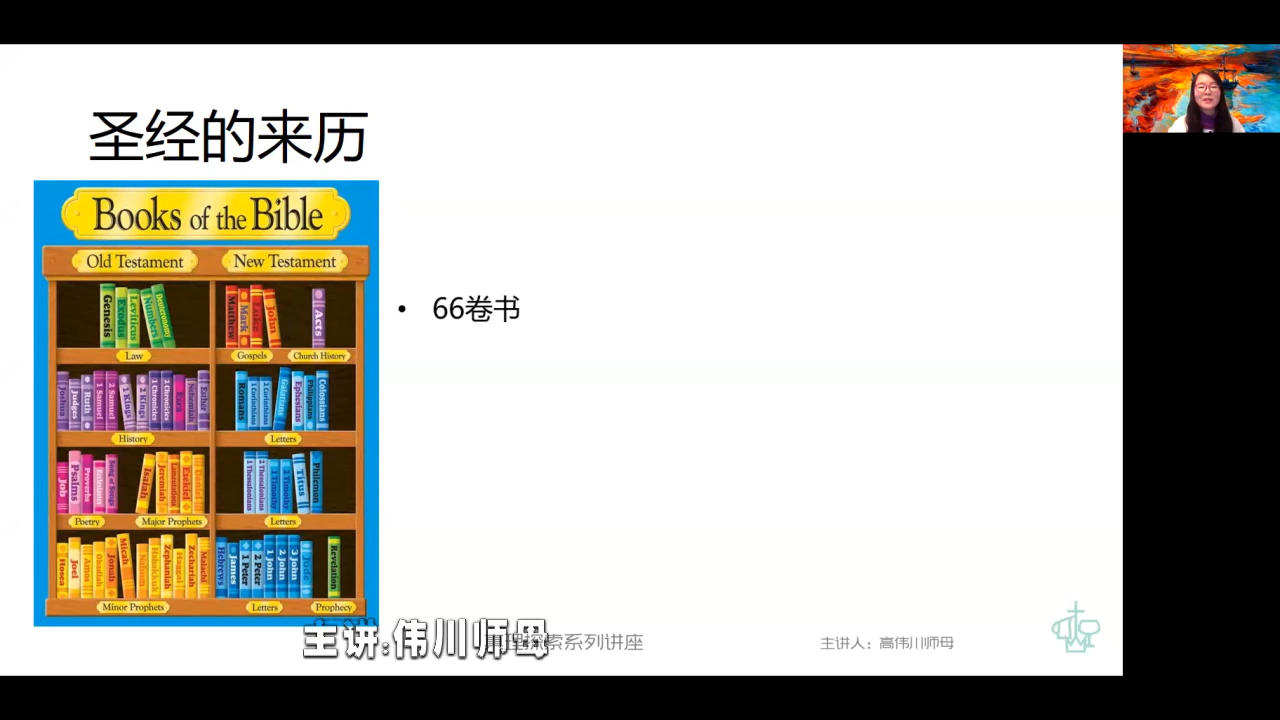 圣经的来历
Books of the Bible
Old Testament
New Testament
Genesis
Exodus
Leviticus
Numbers
Deuteronomy
Matthew
Mark
Luke
John
Acts
Law
Gospels
Church History
Joshua
Judges
Ruth
1 Samuel
2 Samuel
1 Kings
2 Kings
1 Chronicles
2 Chronicles
Ezra
Nehemiah
Esther
Romans
1 Corinthians
2 Corinthians
Galatians
Ephesians
Philippians
Colossians
History
Letters
Job
Psalms
Proverbs
Ecclesiastes
Song of Songs
Isaiah
Jeremiah
Lamentations
Ezekiel
Daniel
1 Thessalonians
2 Thessalonians
1 Timothy
2 Timothy
Titus
Philemon
Poetry
Major Prophets
Letters
Hosea
Joel
Amos
Obadiah
Jonah
Micah
Nahum
Habakkuk
Zephaniah
Haggai
Zechariah
Malachi
Hebrews
James
1 Peter
2 Peter
1 John
2 John
3 John
Jude
Revelation
Minor Prophets
Letters
Prophecy
• 66卷书
主讲:伟川师母
理探索系列讲座
主讲人：高伟川师母